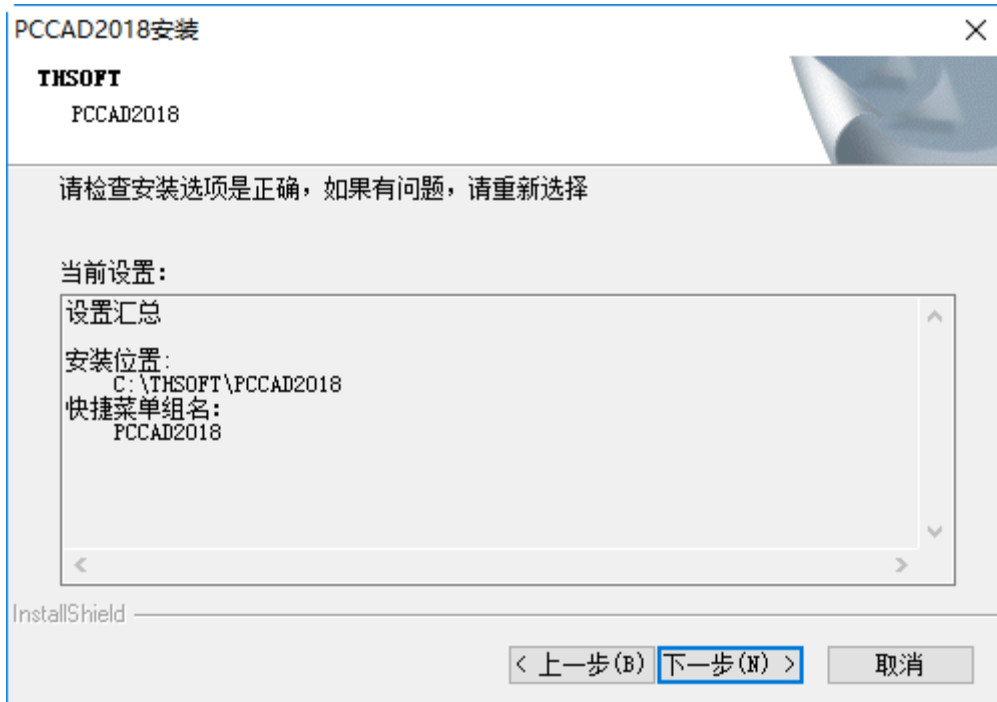 PCCAD2018安装
THSOFT
PCCAD2018
请检查安装选项是正确，如果有问题，请重新选择
当前设置:
设置汇总
安装位置:
C:\THSOFT\PCCAD2018
快捷菜单组名:
PCCAD2018
InstallShield
< 上一步(B) 下一步(N) > 取消